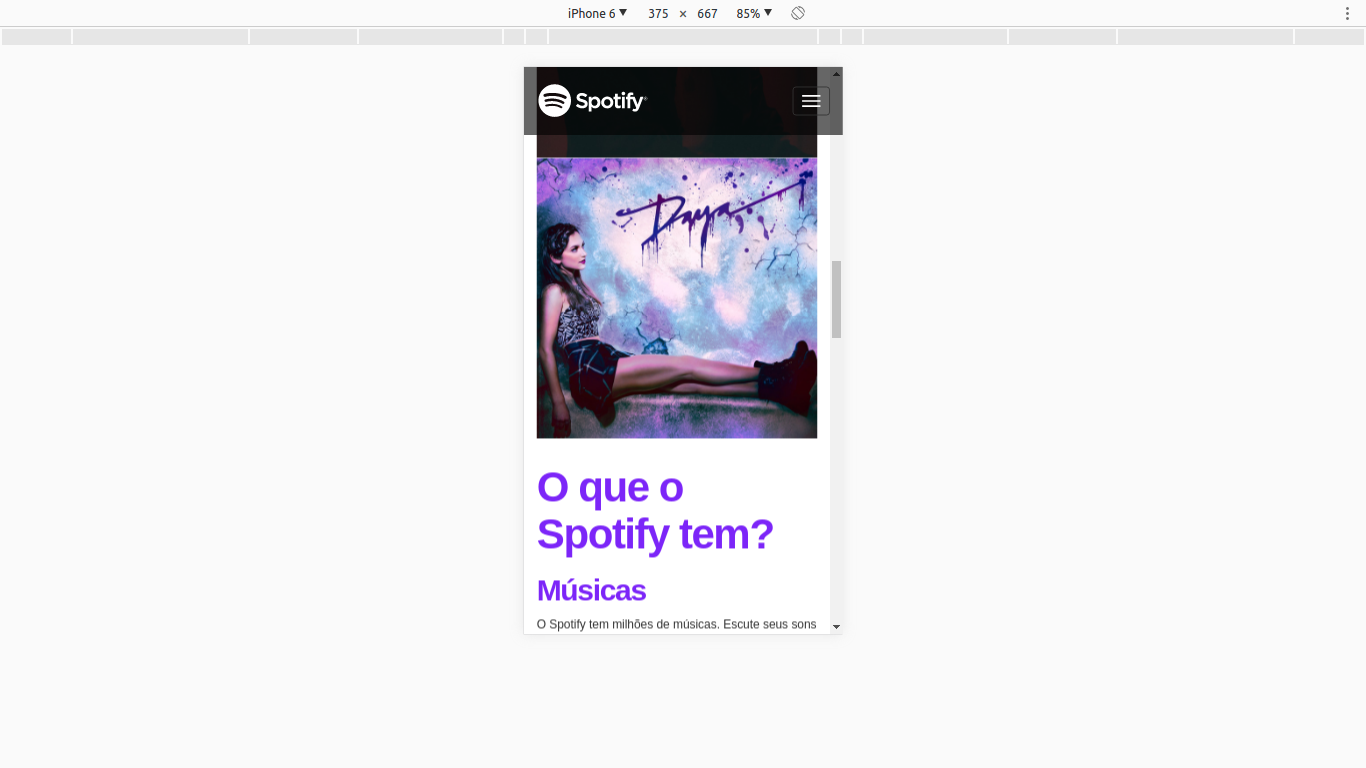 iPhone 6 375 × 667 85%
Spotify®
Daya
O que o
Spotify tem?
Músicas
O Spotify tem milhões de músicas. Escute seus sons